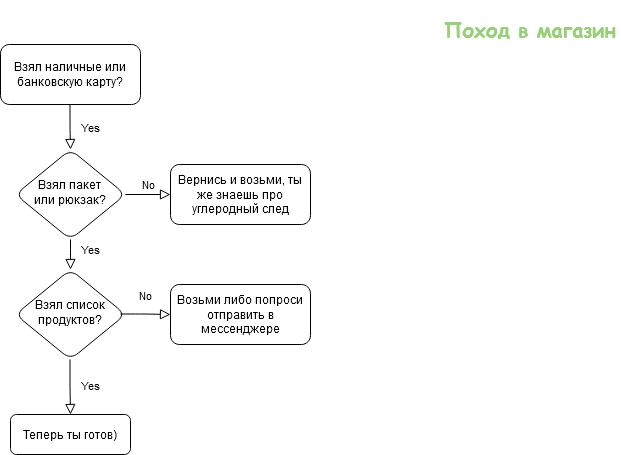 Поход в магазин
Взял наличные или
банковскую карту?
Yes
Взял пакет
или рюкзак?
No
Вернись и возьми, ты
же знаешь про
углеродный след
Yes
Взял список
продуктов?
No
Возьми либо попроси
отправить в
мессенджере
Yes
Теперь ты готов)